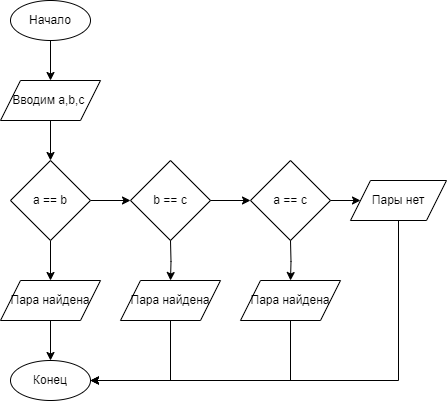 Начало
Вводим a,b,c
a == b
b == c
a == c
Пары нет
Пара найдена
Пара найдена
Пара найдена
Конец